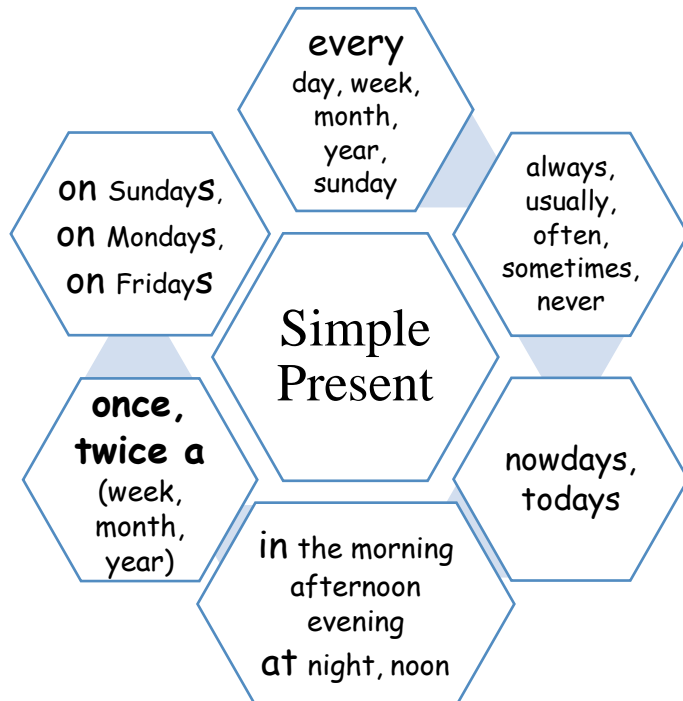 every
day, week,
month,
year,
sunday
always,
usually,
often,
sometimes,
never
on Sundays,
on Mondays,
on Fridays
Simple
Present
once,
twice a
(week,
month,
year)
nowdays,
todays
in the morning
afternoon
evening
at night, noon